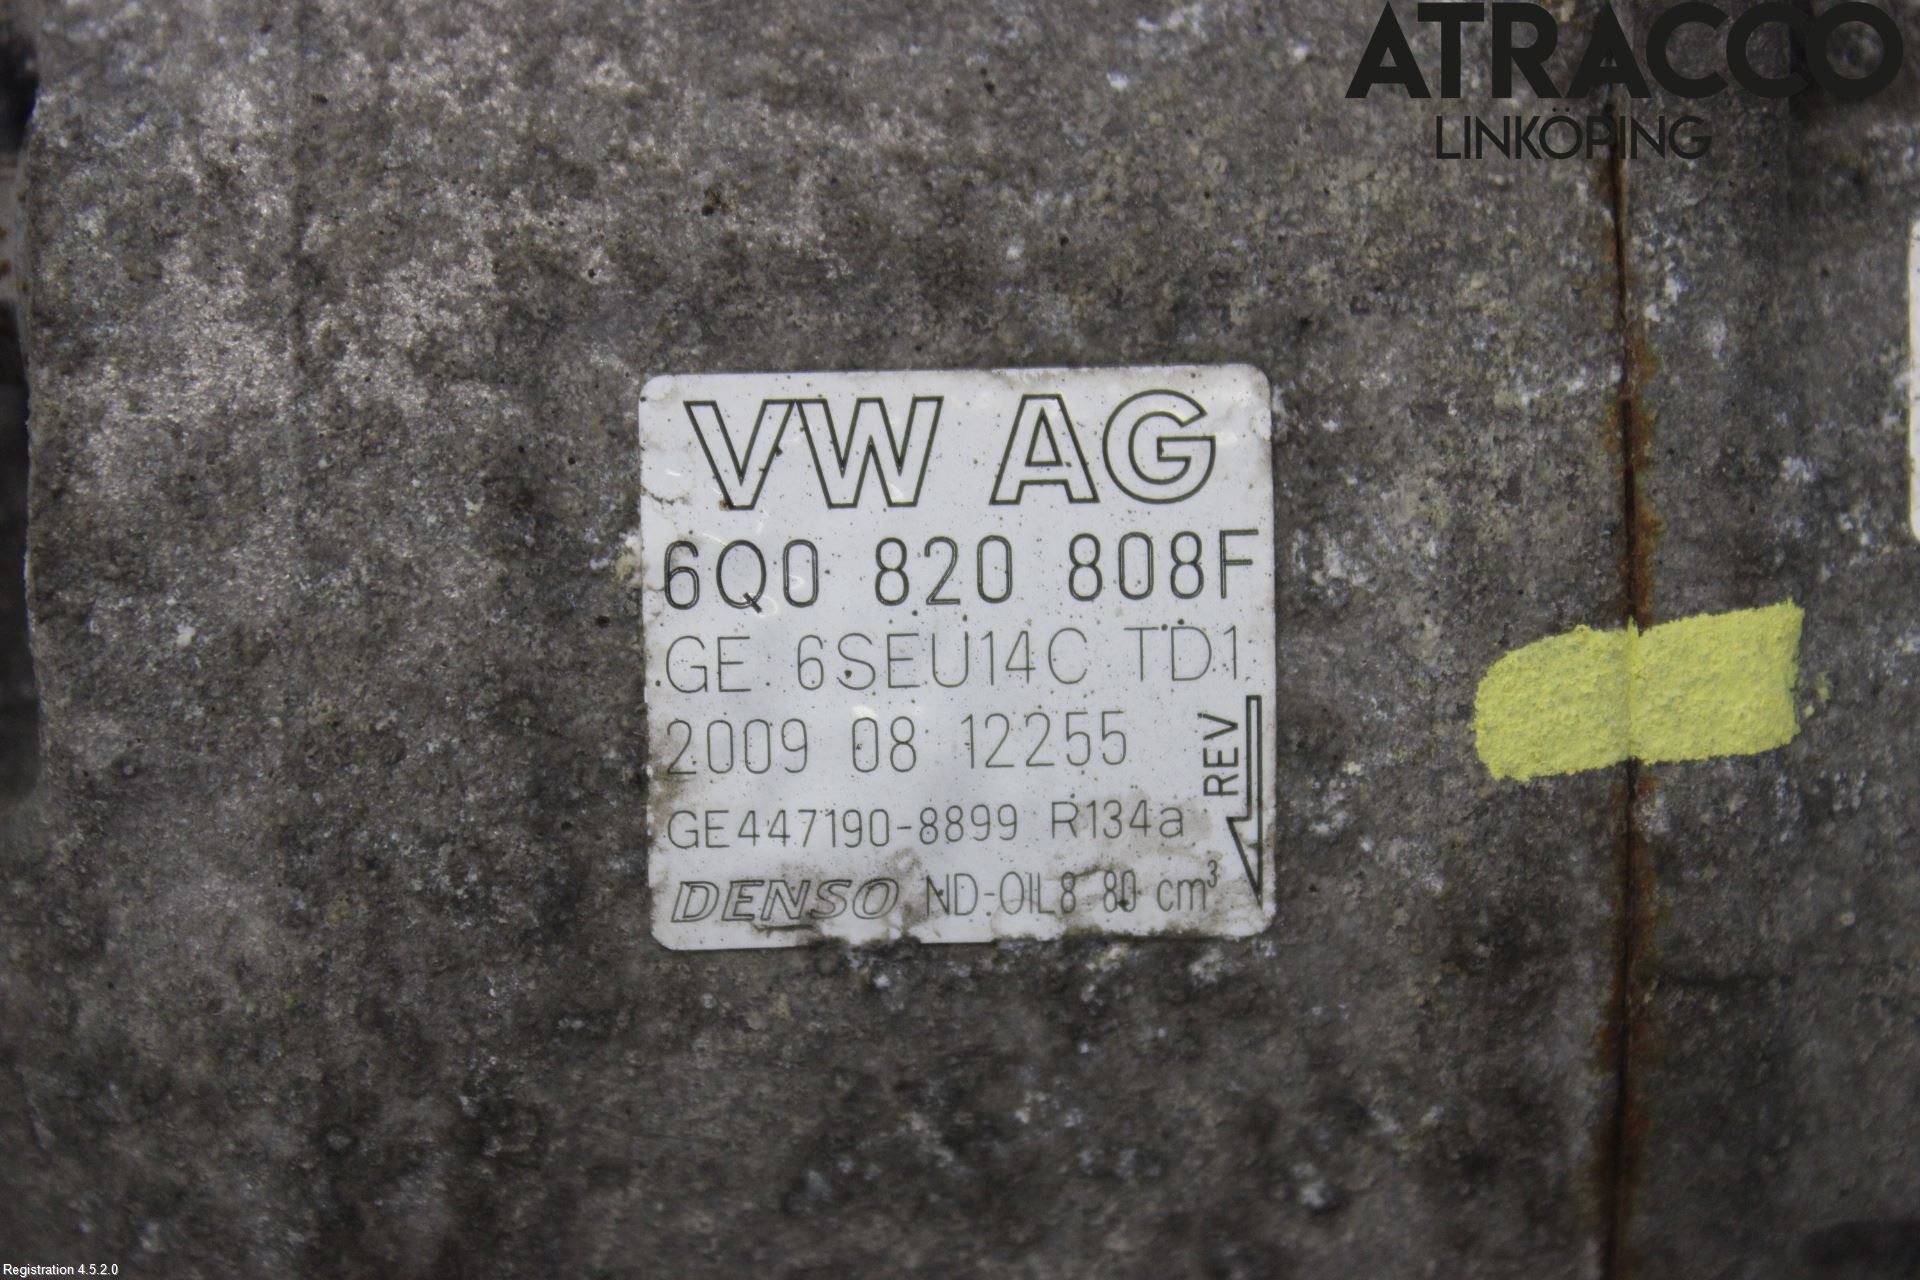 ATRACCO
LINKÖPING
VW AG
6Q0 820 808F
GE 6SEU14C TD1
2009 08 12255
REV
GE447190-8899 R134a
DENSO ND-OIL8 80 cm³
Registration 4.5.2.0